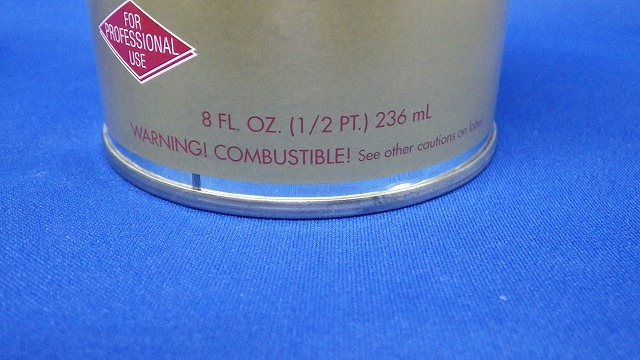 FOR
PROFESSIONAL
USE
8 FL. OZ. (1/2 PT.) 236 mL
WARNING! COMBUSTIBLE! See other cautions on label.